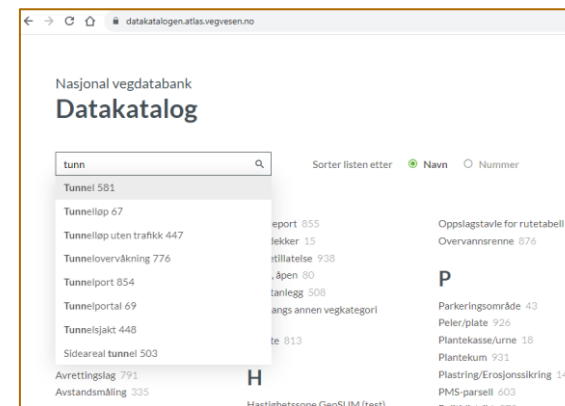 datakatalogen.atlas.vegvesen.no
Nasjonal vegdatabank
Datakatalog
tunn
Sorter listen etter Navn Nummer
Tunnel 581
Tunnelløp 67
Tunnelløp uten trafikk 447
Tunnelovervåkning 776
Tunnelport 854
Tunnelportal 69
Tunnelsjakt 448
Sideareal tunnel 503
Avrettingslag 791
Avstandsmåling 335
eport 855
dekker 15
etillatelse 938
, åpen 80
tanlegg 508
angs annen vegkategori
te 813
H
Hastighetssone GeoSUM (test)
Oppslagstavle for rutetabell
Overvannsrenne 876
P
Parkeringsområde 43
Peler/plate 926
Plantekasse/urne 18
Plantekum 931
Plastring/Erosjonssikring 14
PMS-parsell 603